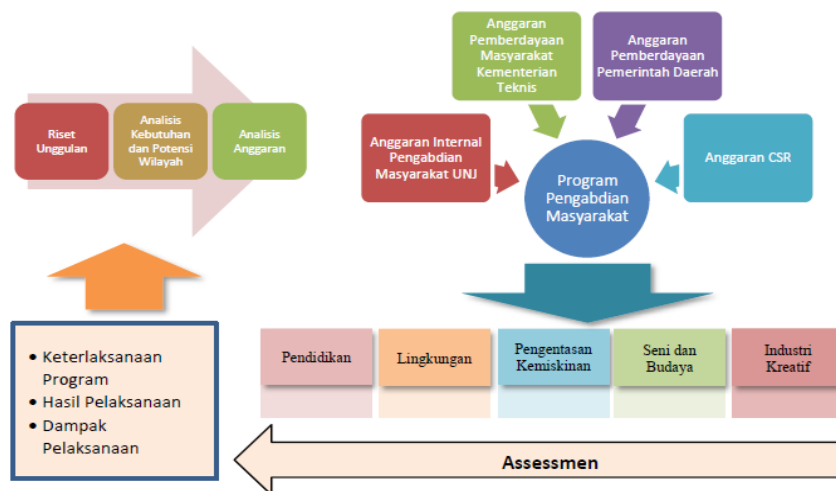 Riset
Unggulan
Analisis
Kebutuhan
dan Potensi
Wilayah
Analisis
Anggaran
Anggaran
Pemberdayaan
Masyarakat
Kementerian
Teknis
Anggaran
Pemberdayaan
Pemerintah Daerah
Anggaran Internal
Pengabdian
Masyarakat UNJ
Anggaran CSR
Program
Pengabdian
Masyarakat
Pendidikan
Lingkungan
Pengentasan
Kemiskinan
Seni dan
Budaya
Industri
Kreatif
Assessmen
• Keterlaksanaan
Program
• Hasil Pelaksanaan
• Dampak
Pelaksanaan